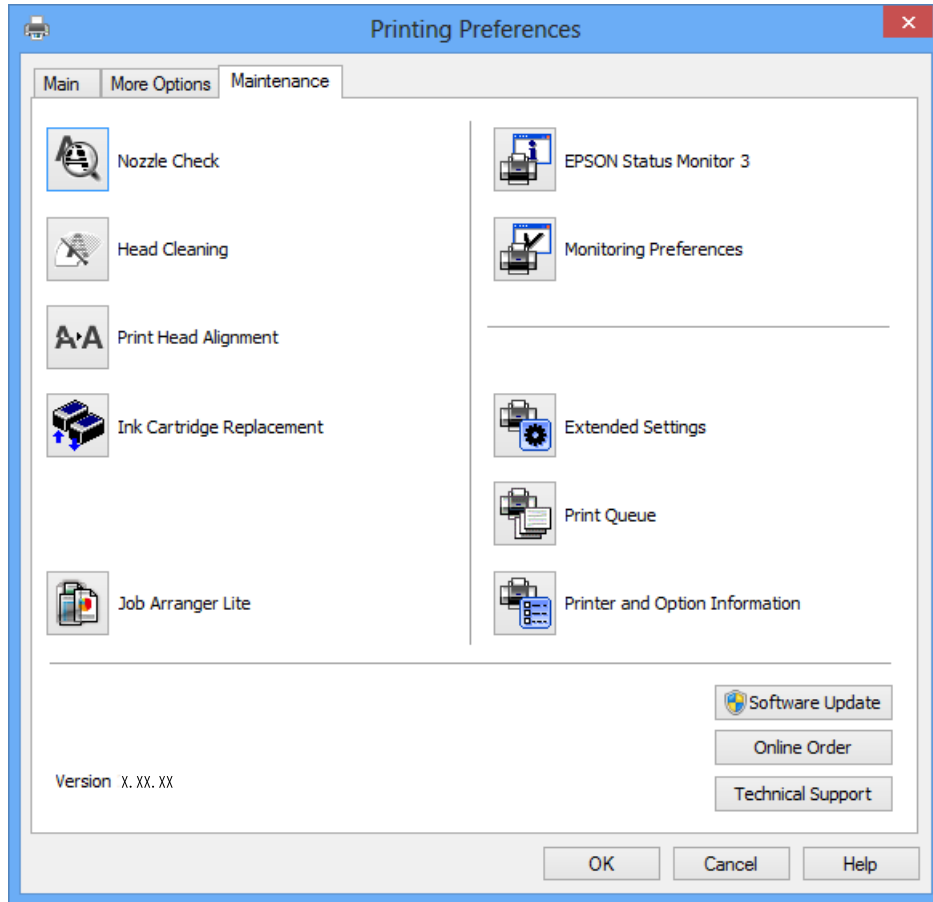 Printing Preferences
Main
More Options
Maintenance
Nozzle Check
Head Cleaning
Print Head Alignment
Ink Cartridge Replacement
Job Arranger Lite
EPSON Status Monitor 3
Monitoring Preferences
Extended Settings
Print Queue
Printer and Option Information
Software Update
Online Order
Technical Support
Version X.XX.XX
OK
Cancel
Help